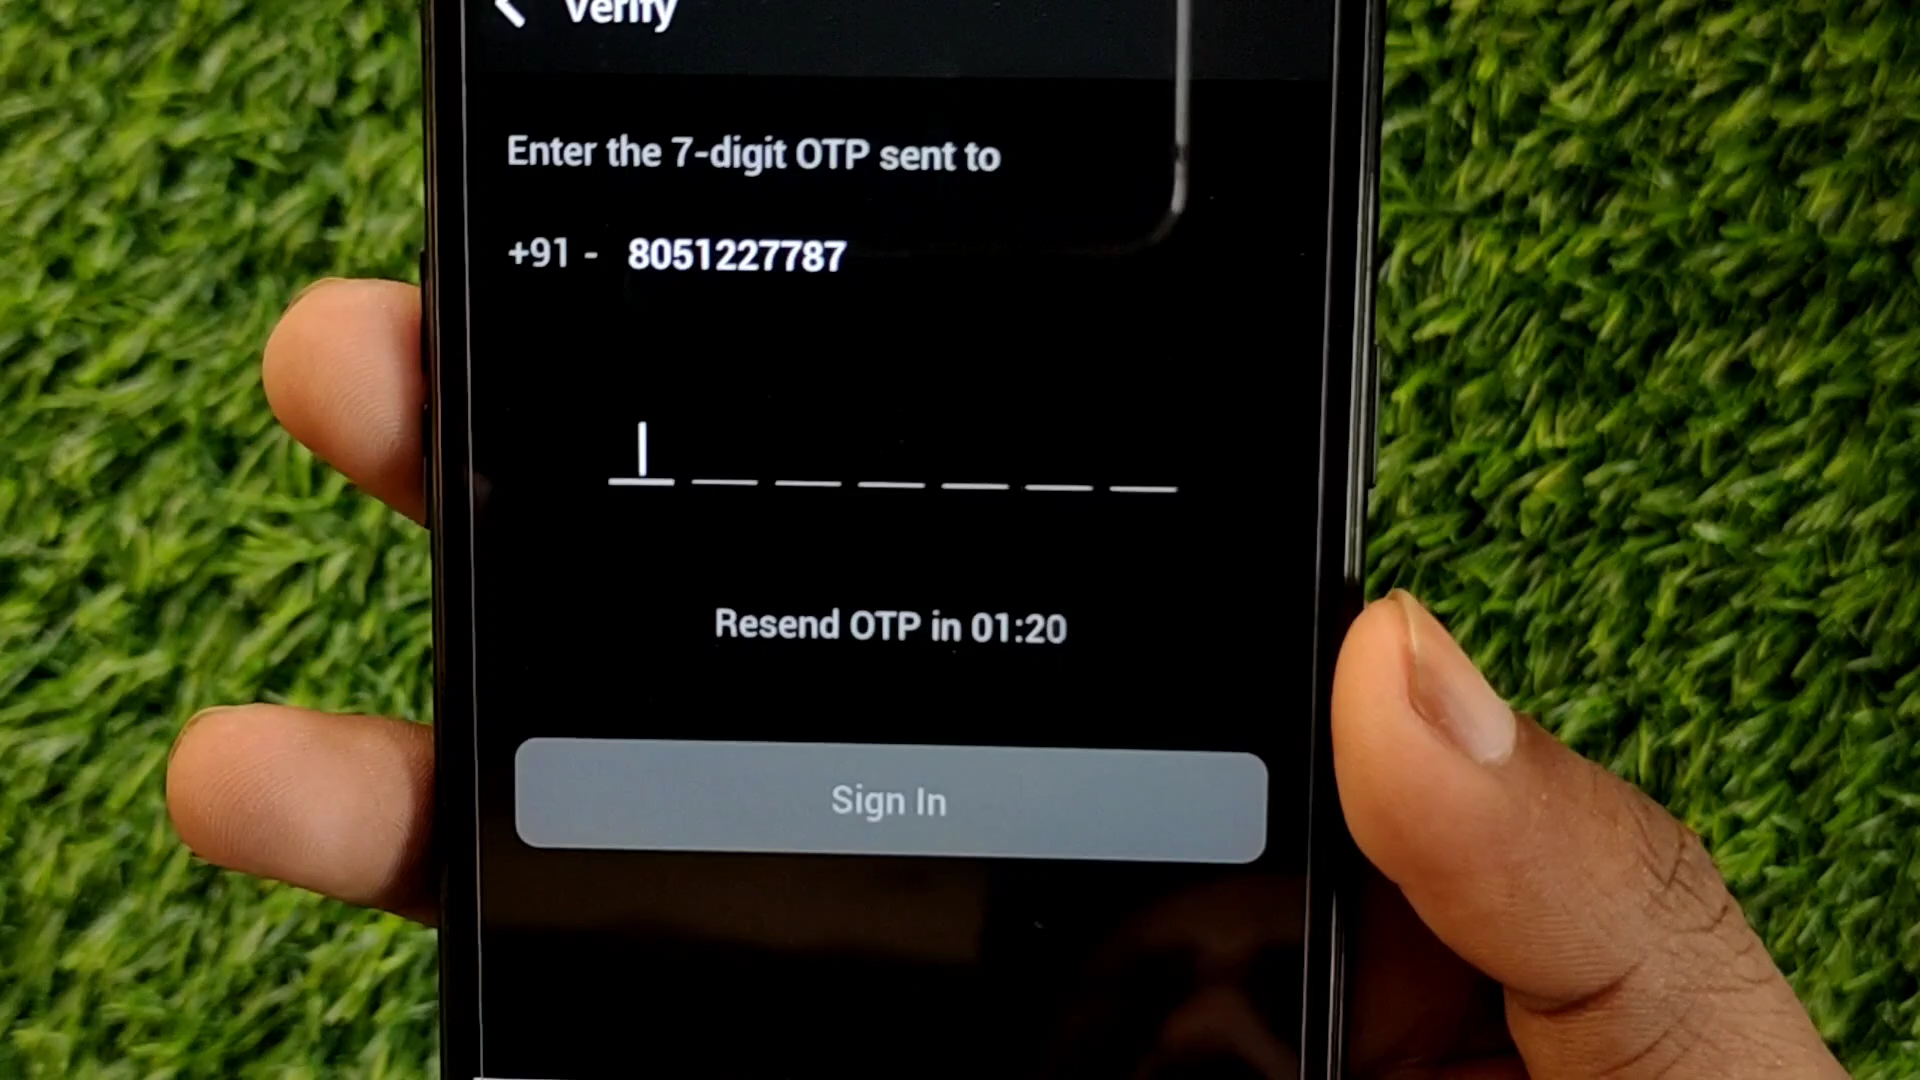 Verify
Enter the 7-digit OTP sent to
+91 - 8051227787
Resend OTP in 01:20
Sign In